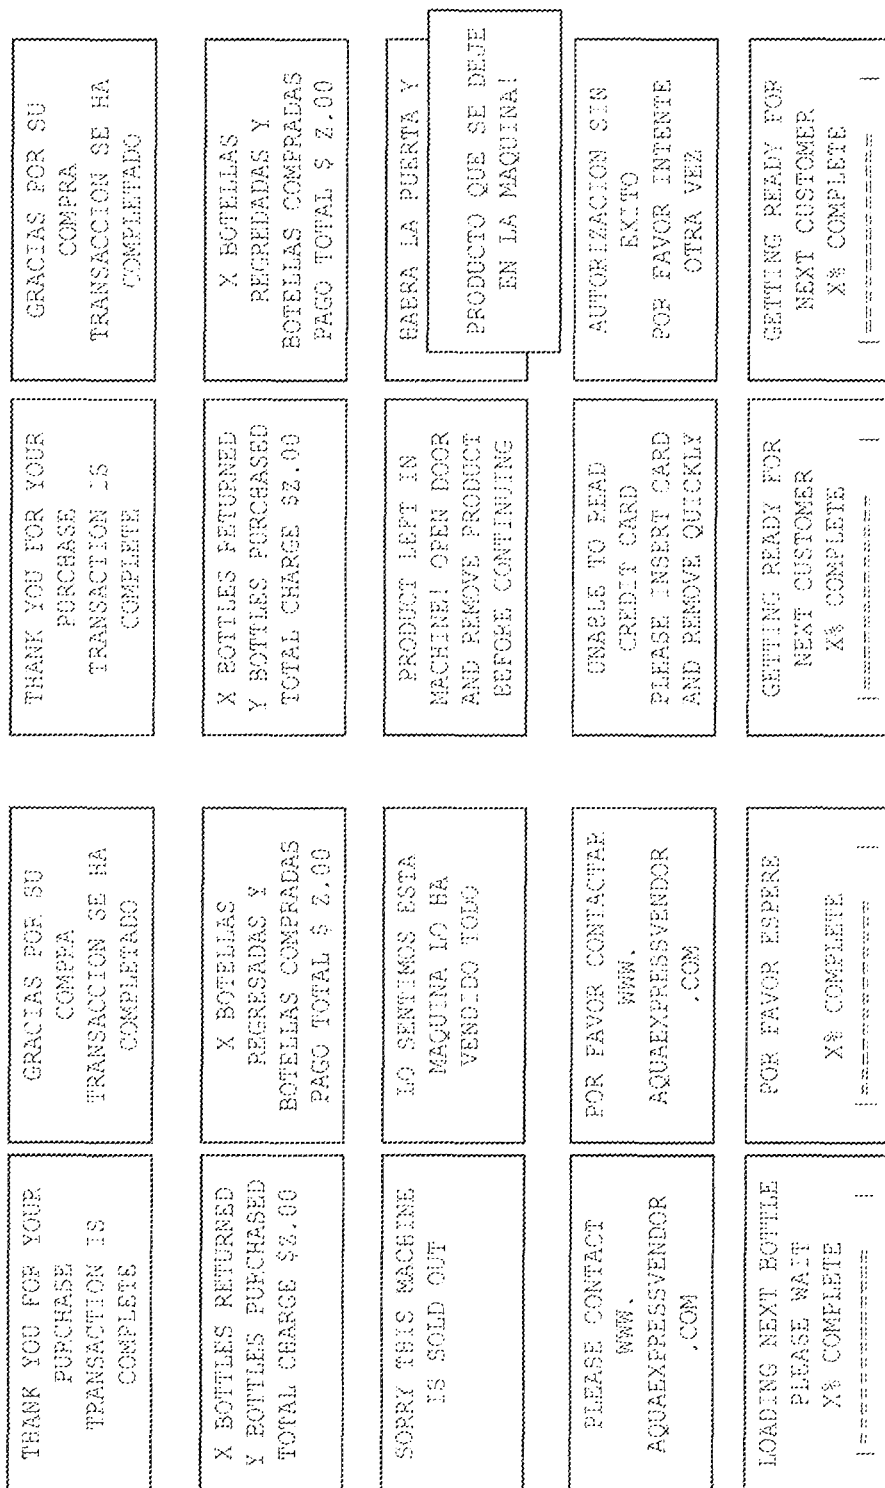 THANK YOU FOR YOUR
PURCHASE
TRANSACTION IS
COMPLETE
GRACIAS POR SU
COMPRA
TRANSACCION SE HA
COMPLETADO
THANK YOU FOR YOUR
PURCHASE
TRANSACTION IS
COMPLETE
GRACIAS POR SU
COMPRA
TRANSACCION SE HA
COMPLETADO
X BOTTLES RETURNED
Y BOTTLES PURCHASED
TOTAL CHARGE $Z.00
X BOTELLAS
REGRESADAS Y
BOTELLAS COMPRADAS
PAGO TOTAL $ Z.00
X BOTTLES RETURNED
Y BOTTLES PURCHASED
TOTAL CHARGE $Z.00
X BOTELLAS
REGREDADAS Y
BOTELLAS COMPRADAS
PAGO TOTAL $ Z.00
SORRY THIS MACHINE
IS SOLD OUT
LO SENTIMOS ESTA
MAQUINA LO HA
VENDIDO TODO
PRODUCT LEFT IN
MACHINE! OPEN DOOR
AND REMOVE PRODUCT
BEFORE CONTINUING
HABRA LA PUERTA Y
PRODUCTO QUE SE DEJE
EN LA MAQUINA!
PLEASE CONTACT
WWW.
AQUAEXPRESSVENDOR
.COM
POR FAVOR CONTACTAR
WWW.
AQUAEXPRESSVENDOR
.COM
UNABLE TO READ
CREDIT CARD
PLEASE INSERT CARD
AND REMOVE QUICKLY
AUTORIZACION SIN
EXITO
POR FAVOR INTENTE
OTRA VEZ
LOADING NEXT BOTTLE
PLEASE WAIT
X% COMPLETE
POR FAVOR ESPERE
X% COMPLETE
GETTING READY FOR
NEXT CUSTOMER
X% COMPLETE
GETTING READY FOR
NEXT CUSTOMER
X% COMPLETE